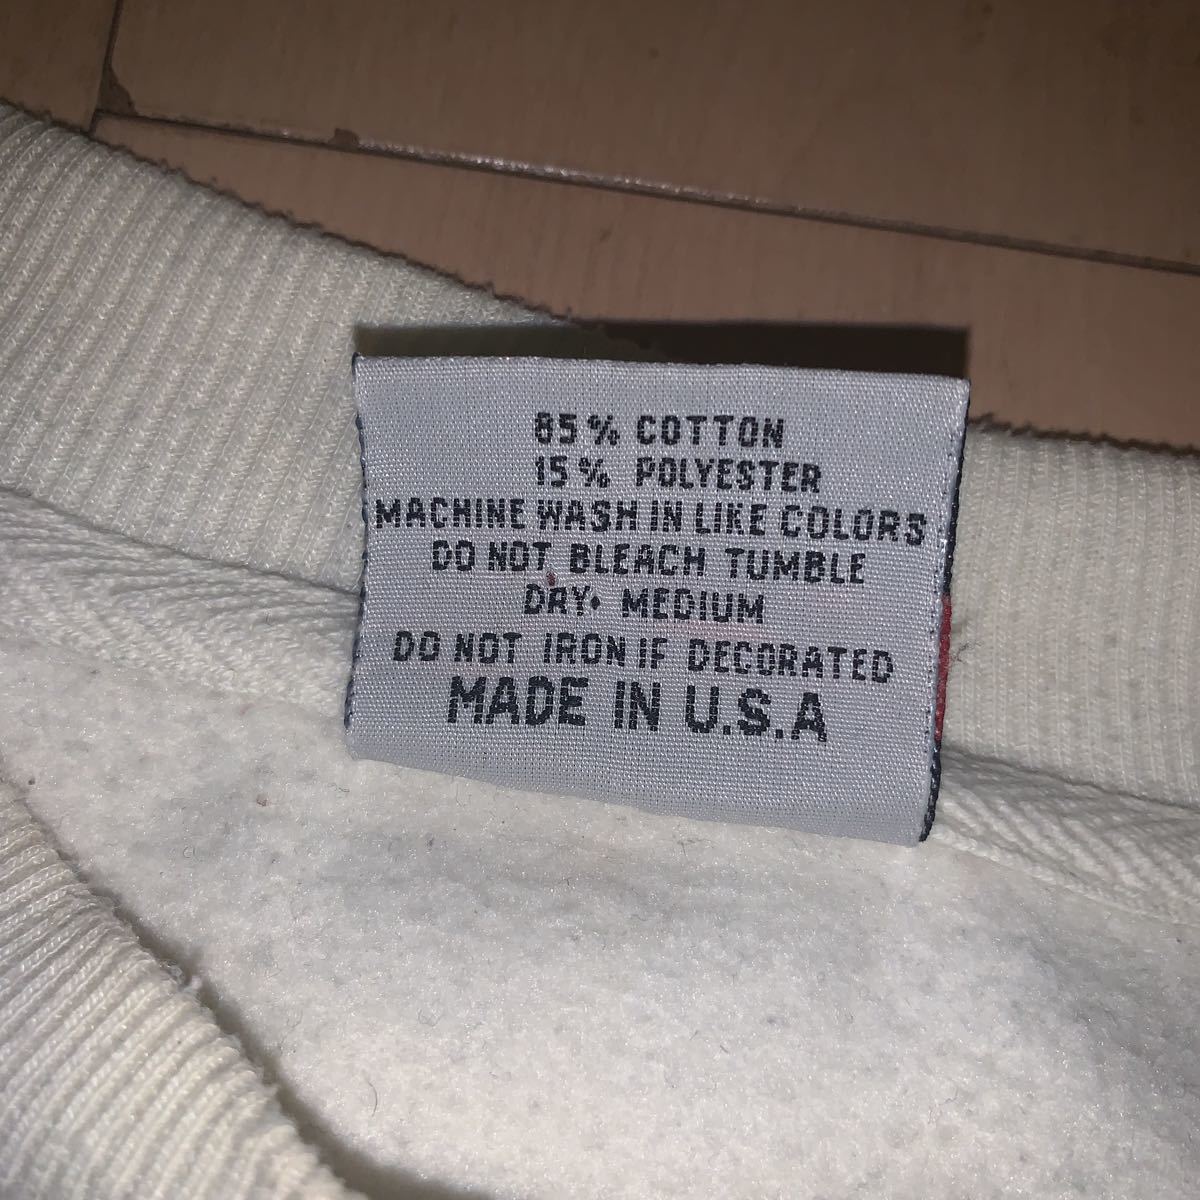 85% COTTON
15% POLYESTER
MACHINE WASH IN LIKE COLORS
DO NOT BLEACH TUMBLE
DRY• MEDIUM
DO NOT IRON IF DECORATED
MADE IN U.S.A